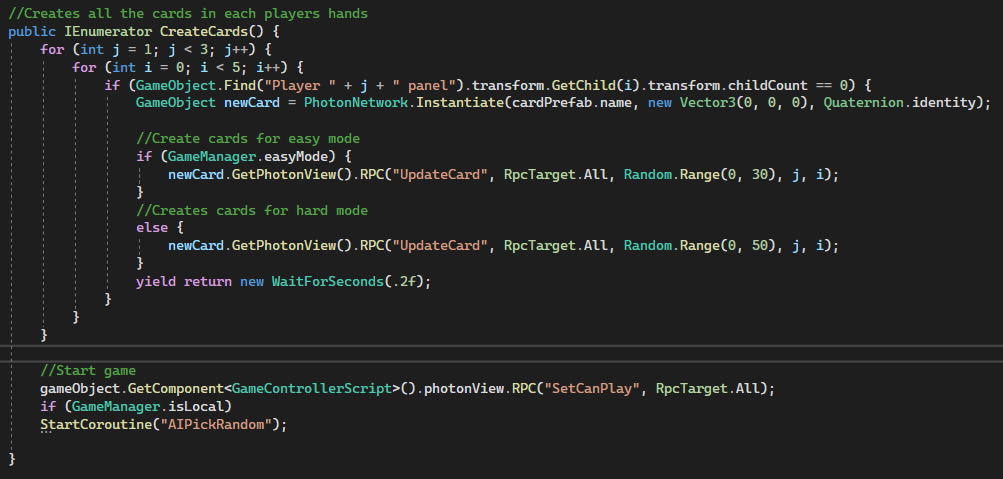 //Creates all the cards in each players hands
public IEnumerator CreateCards() {
for (int j = 1; j < 3; j++) {
for (int i = 0; i < 5; i++) {
if (GameObject.Find("Player " + j + " panel").transform.GetChild(i).transform.childCount == 0) {
GameObject newCard = PhotonNetwork.Instantiate(cardPrefab.name, new Vector3(0, 0, 0), Quaternion.identity);
//Create cards for easy mode
if (GameManager.easyMode) {
newCard.GetPhotonView().RPC("UpdateCard", RpcTarget.All, Random.Range(0, 30), j, i);
}
//Creates cards for hard mode
else {
newCard.GetPhotonView().RPC("UpdateCard", RpcTarget.All, Random.Range(0, 50), j, i);
}
yield return new WaitForSeconds(.2f);
}
}
}
//Start game
gameObject.GetComponent<GameControllerScript>().photonView.RPC("SetCanPlay", RpcTarget.All);
if (GameManager.isLocal)
StartCoroutine("AIPickRandom");
}